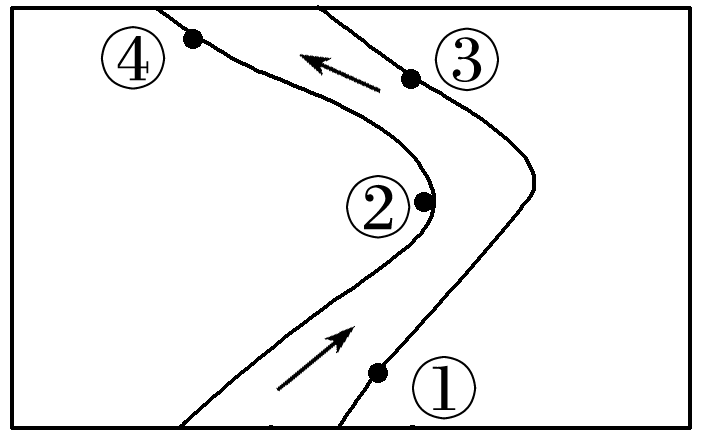 ④
③
②
①